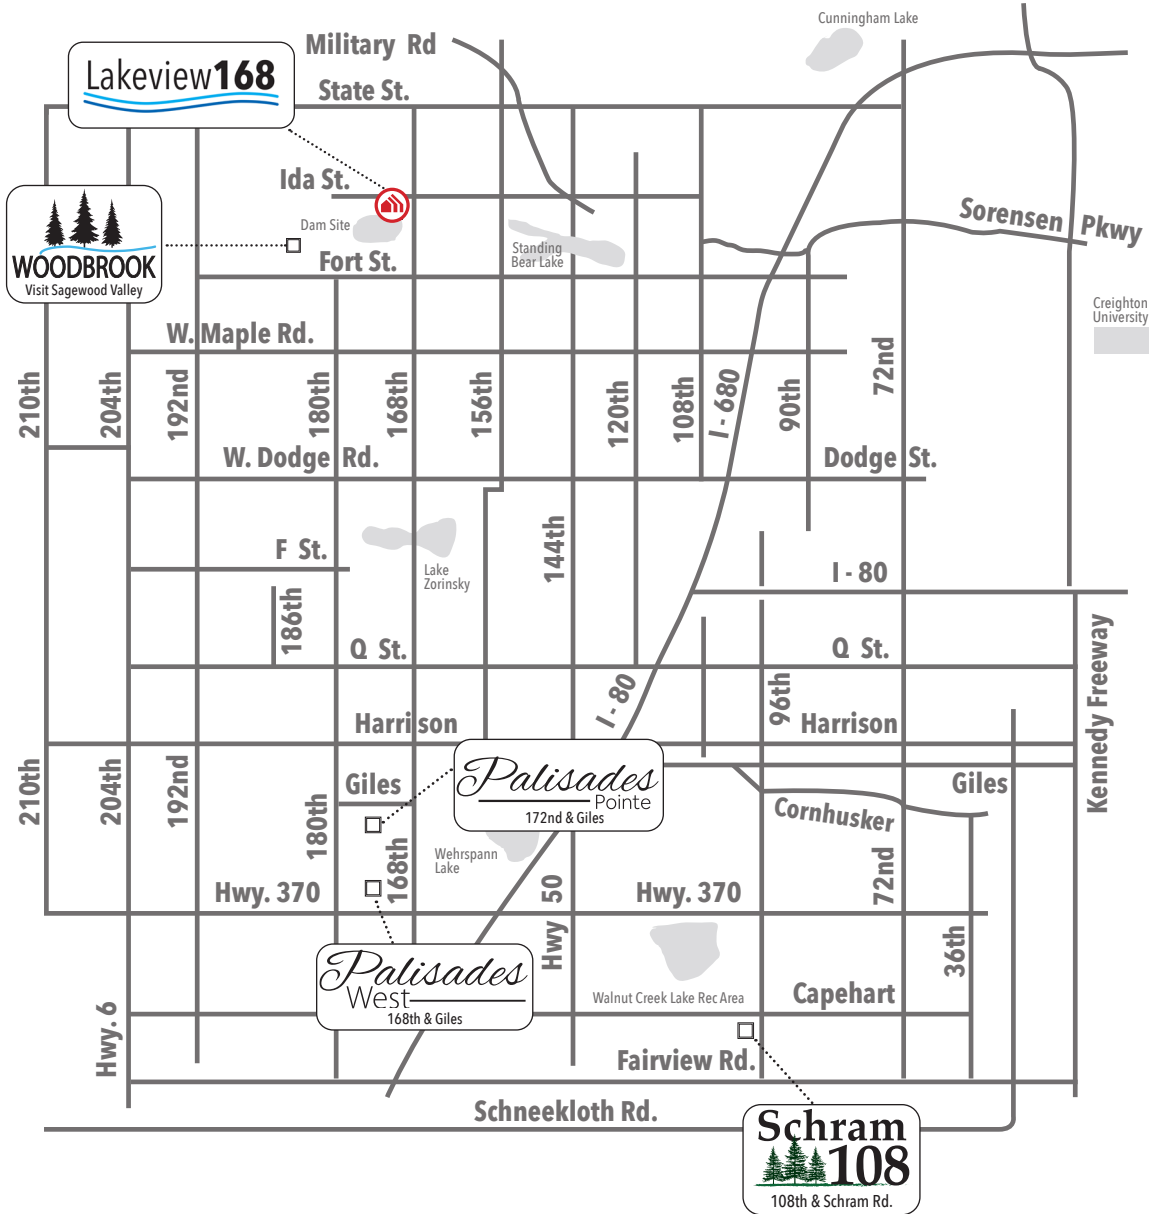 Cunningham Lake
Military Rd
Lakeview168
State St.
Ida St.
Dam Site
Sorensen Pkwy
WOODBROOK
Visit Sagewood Valley
Standing
Bear Lake
Fort St.
Creighton
University
W. Maple Rd.
210th
204th
192nd
180th
168th
156th
120th
108th
I - 680
90th
72nd
W. Dodge Rd.
Dodge St.
F St.
144th
Lake
Zorinsky
I - 80
186th
Q St.
Q St.
I - 80
96th
Kennedy Freeway
Harrison
Harrison
210th
204th
192nd
180th
Giles
Palisades
Pointe
172nd & Giles
Giles
Cornhusker
168th
Wehrspann
Lake
72nd
Hwy. 370
Hwy 50
Hwy. 370
36th
Palisades
West
168th & Giles
Walnut Creek Lake Rec Area
Capehart
Hwy. 6
Fairview Rd.
Schneekloth Rd.
Schram
108
108th & Schram Rd.